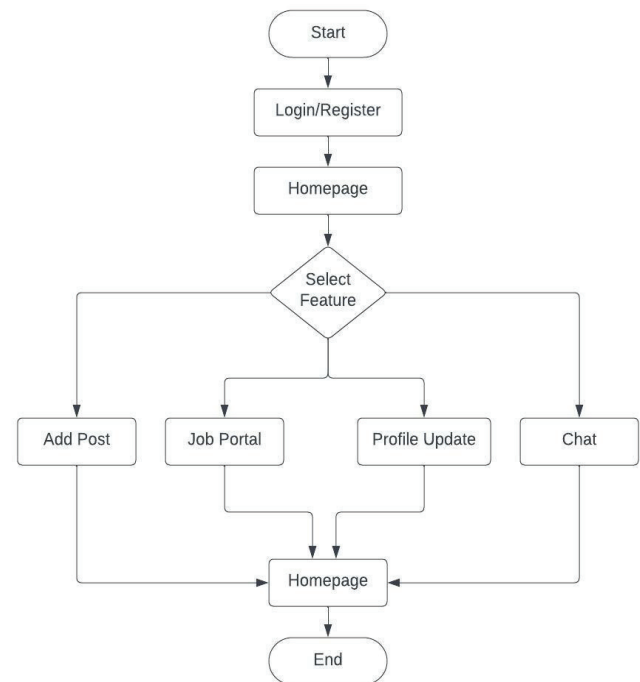 Start
Login/Register
Homepage
Select
Feature
Add Post
Job Portal
Profile Update
Chat
Homepage
End